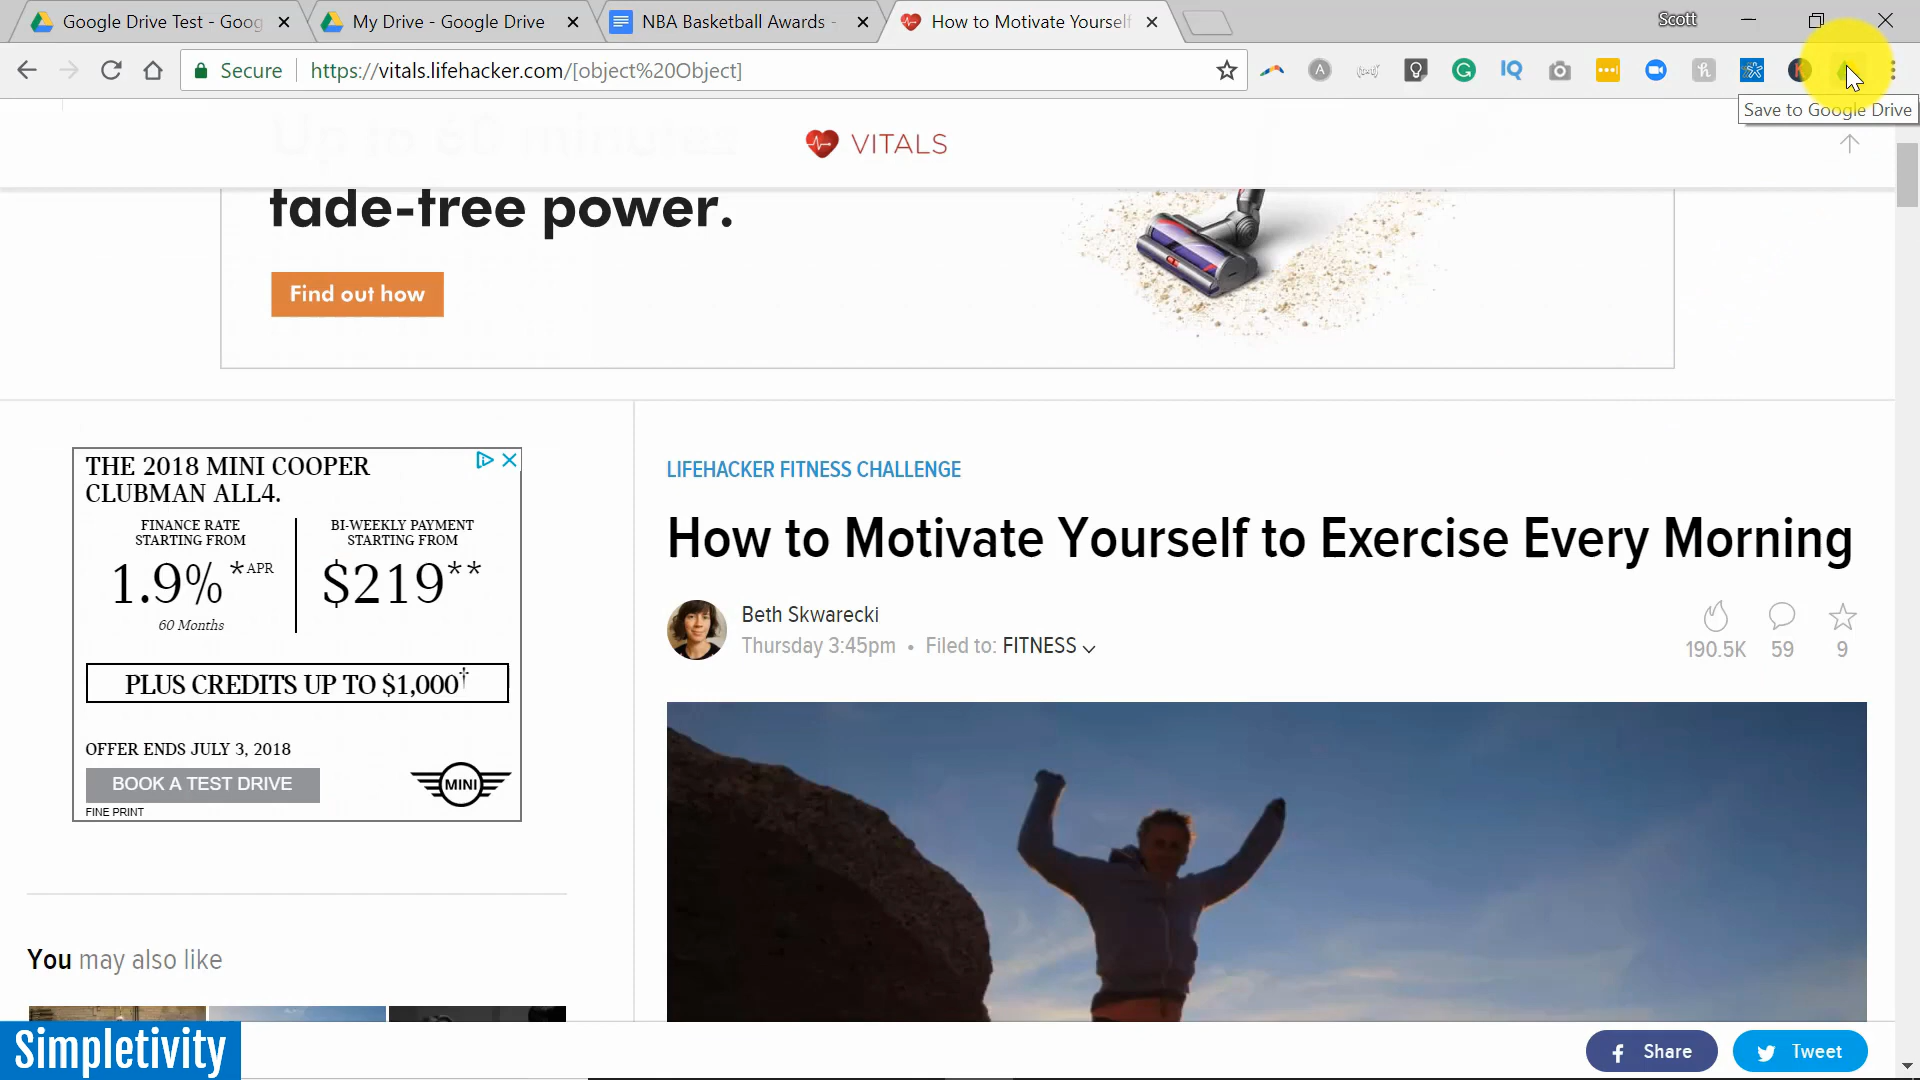 Google Drive Test - Goog
My Drive - Google Drive
NBA Basketball Awards -
How to Motivate Yourself
Scott
Secure
https://vitals.lifehacker.com/[object%20Object]
Save to Google Drive
Up to 60 minutes
VITALS
fade-free power.
Find out how
THE 2018 MINI COOPER
CLUBMAN ALL4.
FINANCE RATE
STARTING FROM
1.9%*APR
60 Months
BI-WEEKLY PAYMENT
STARTING FROM
$219**
PLUS CREDITS UP TO $1,000†
OFFER ENDS JULY 3, 2018
BOOK A TEST DRIVE
MINI
FINE PRINT
LIFEHACKER FITNESS CHALLENGE
How to Motivate Yourself to Exercise Every Morning
Beth Skwarecki
Thursday 3:45pm • Filed to: FITNESS
190.5K
59
9
You may also like
Simpletivity
Share
Tweet